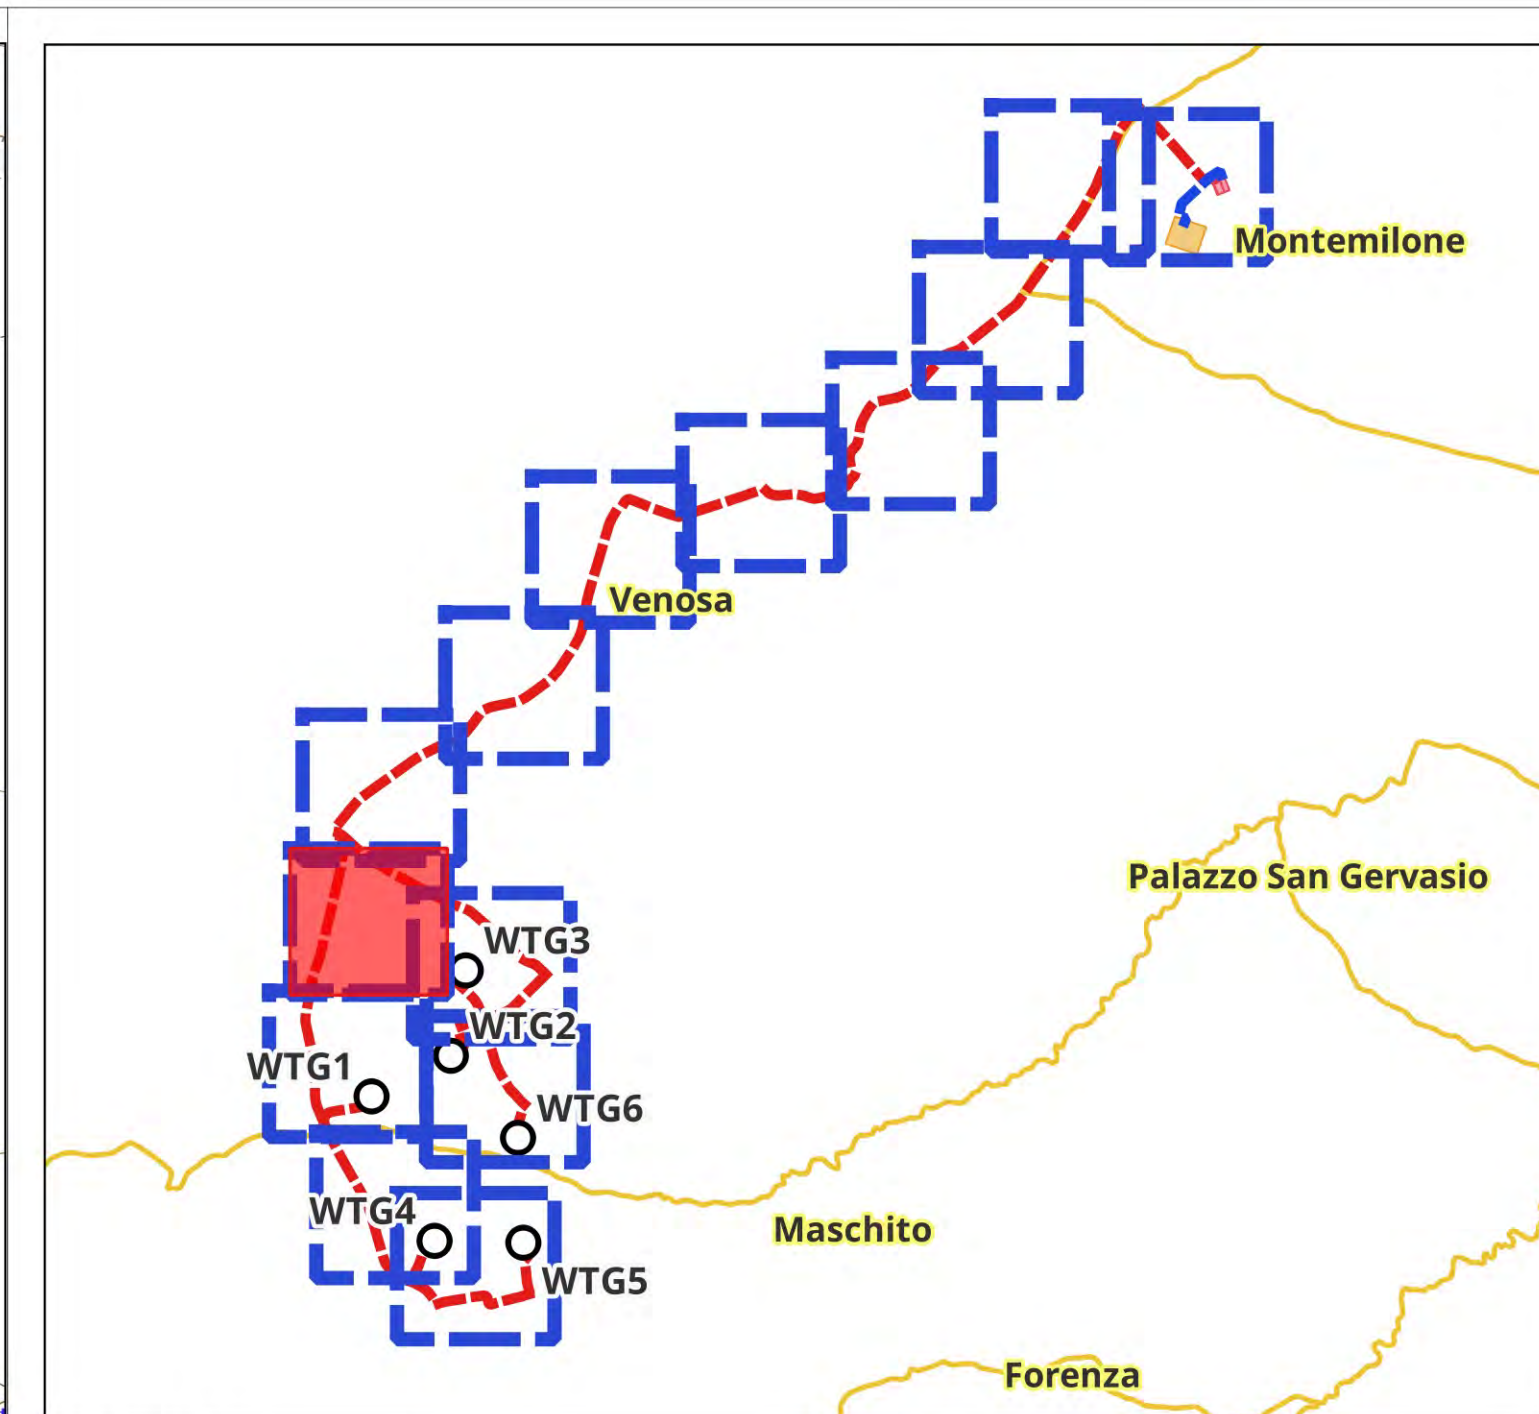 Montemilone
Venosa
Palazzo San Gervasio
WTG3
WTG2
WTG1
WTG6
WTG4
Maschito
WTG5
Forenza